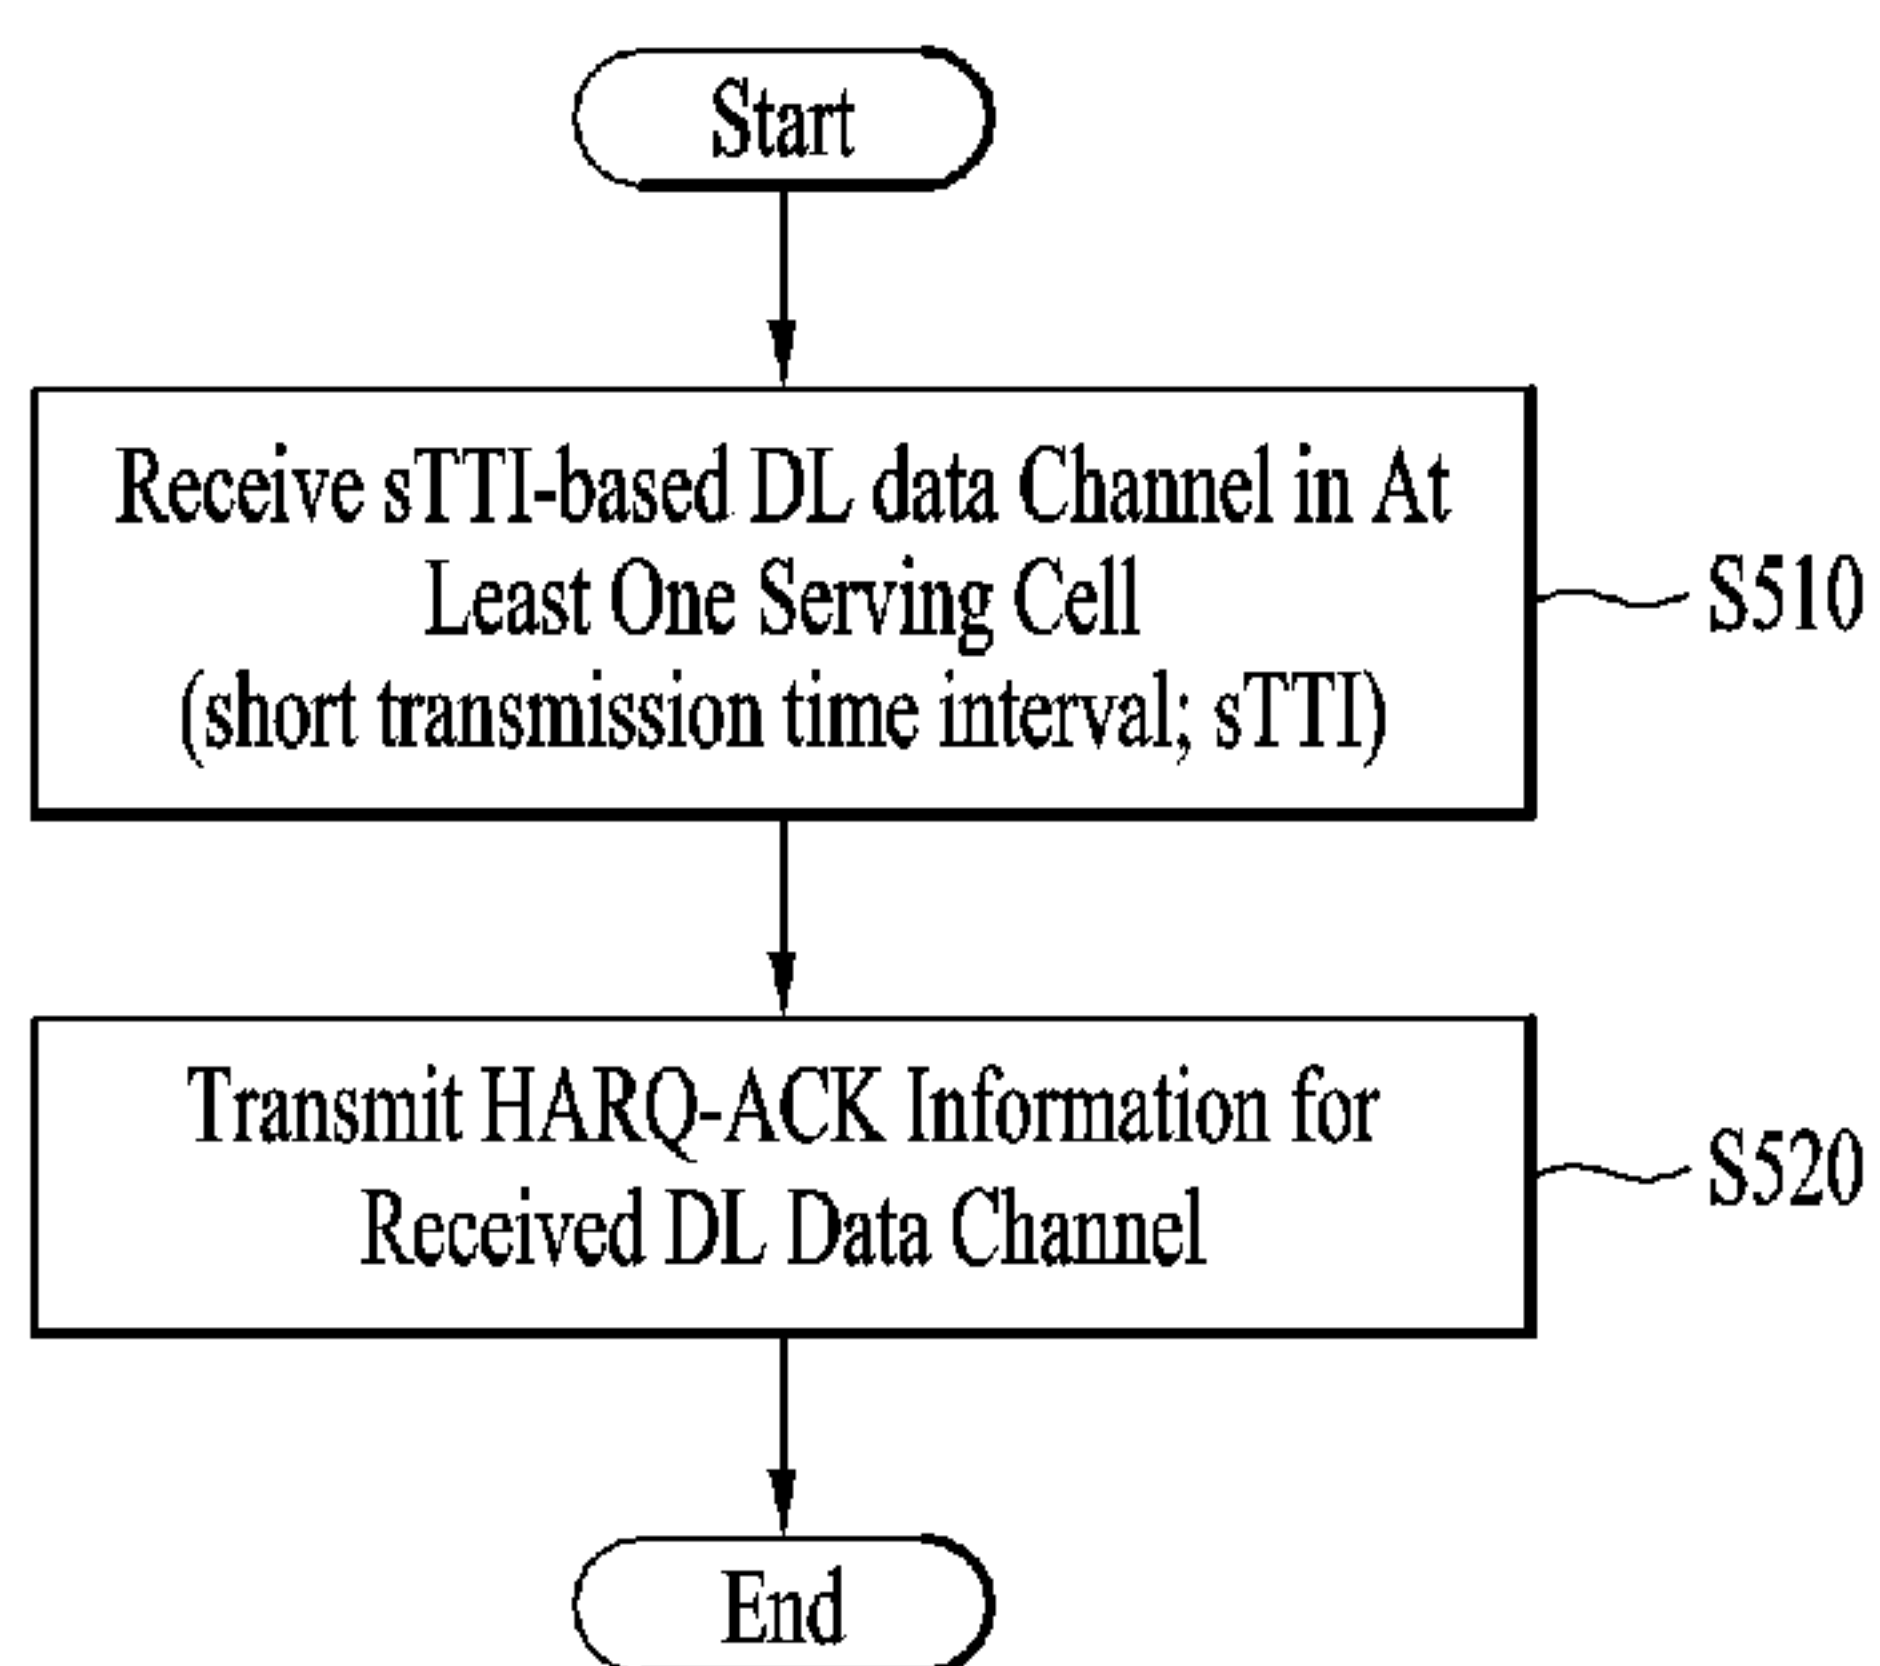 Start
Receive sTTI-based DL data Channel in At
Least One Serving Cell
(short transmission time interval; sTTI)
S510
Transmit HARQ-ACK Information for
Received DL Data Channel
S520
End